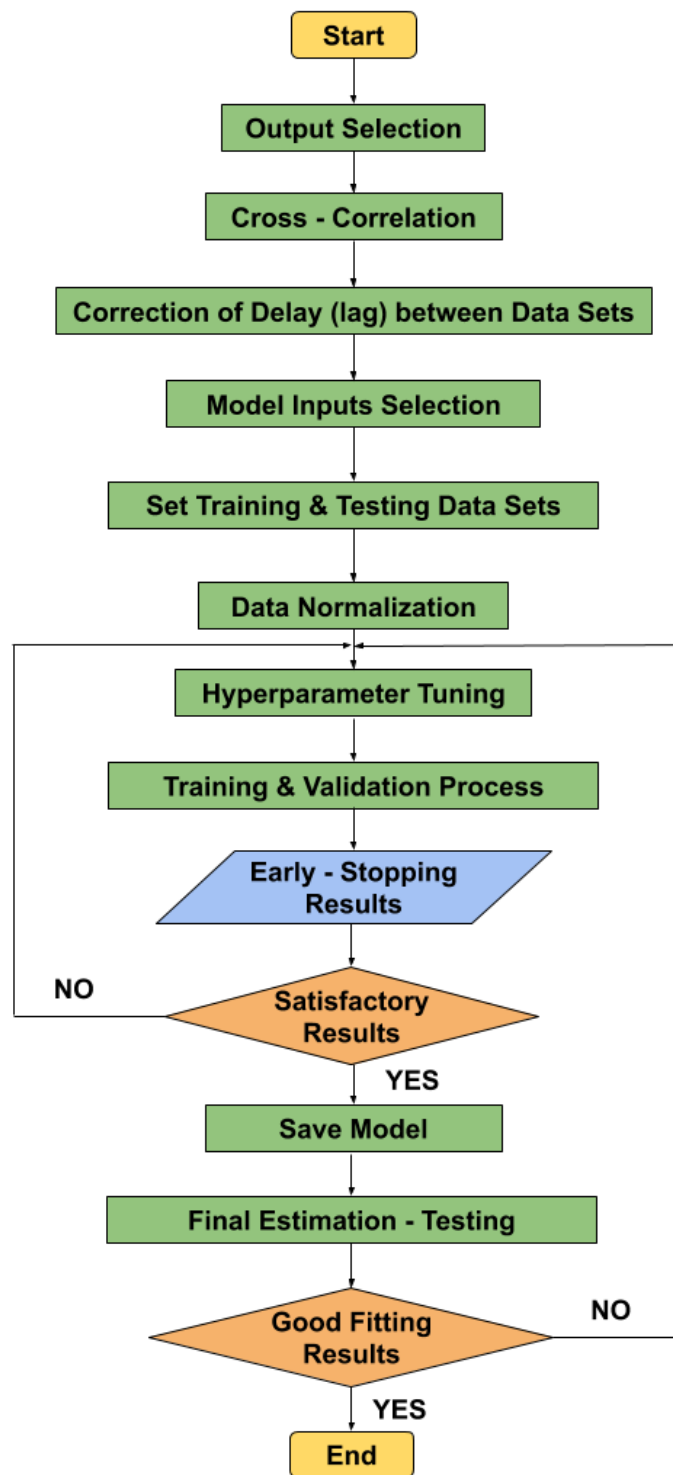 Start
Output Selection
Cross - Correlation
Correction of Delay (lag) between Data Sets
Model Inputs Selection
Set Training & Testing Data Sets
Data Normalization
Hyperparameter Tuning
Training & Validation Process
Early - Stopping
Results
NO
Satisfactory
Results
YES
Save Model
Final Estimation - Testing
Good Fitting
Results
NO
YES
End